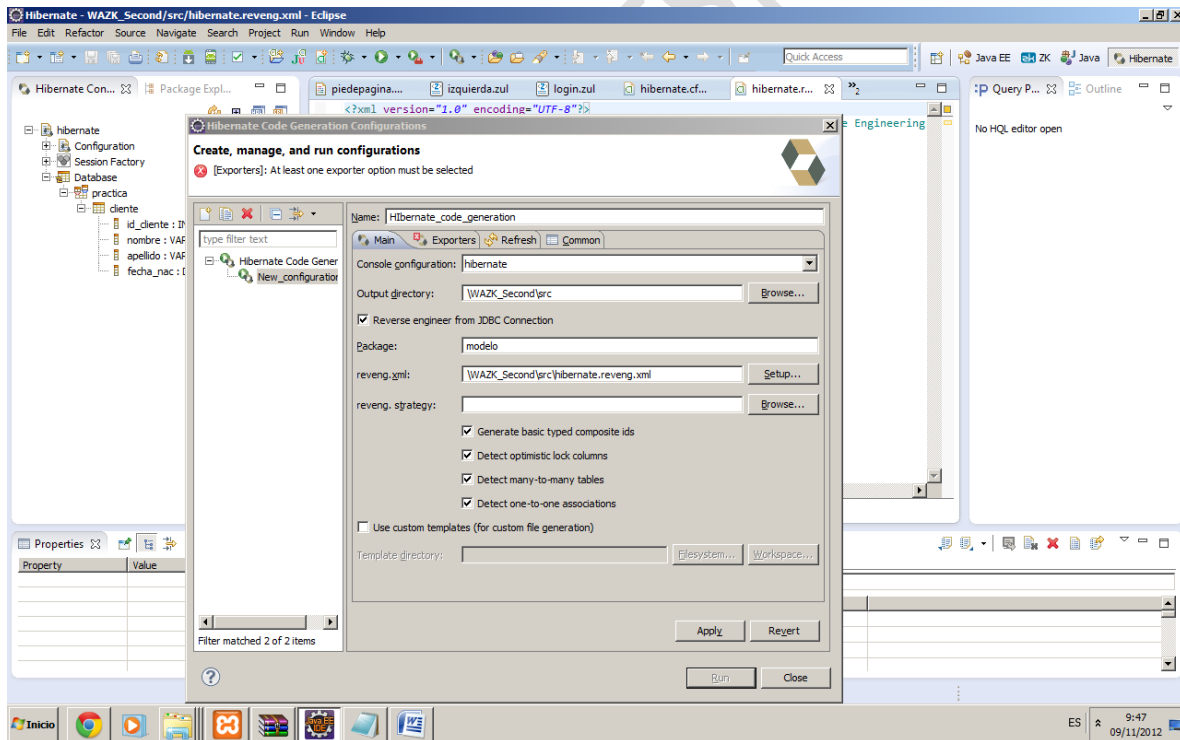 Hibernate - WAZK_Second/src/hibernate.reveng.xml - Eclipse
File Edit Refactor Source Navigate Search Project Run Window Help
Quick Access
Java EE ZK Java Hibernate
Hibernate Con... Package Expl...
piedepagina.... izquierda.zul login.zul hibernate.cf... hibernate.r... »2
:P Query P... Outline
<?xml version="1.0" encoding="UTF-8"?>
e Engineering
No HQL editor open
hibernate
Configuration
Session Factory
Database
practica
cliente
id_cliente : IN
nombre : VAR
apellido : VAR
fecha_nac : D
Hibernate Code Generation Configurations
Create, manage, and run configurations
[Exporters]: At least one exporter option must be selected
type filter text
Hibernate Code Gener
New_configuration
Filter matched 2 of 2 items
Name: HIbernate_code_generation
Main Exporters Refresh Common
Console configuration: hibernate
Output directory: \WAZK_Second\src Browse...
Reverse engineer from JDBC Connection
Package: modelo
reveng.xml: \WAZK_Second\src\hibernate.reveng.xml Setup...
reveng. strategy: Browse...
Generate basic typed composite ids
Detect optimistic lock columns
Detect many-to-many tables
Detect one-to-one associations
Use custom templates (for custom file generation)
Template directory: Filesystem... Workspace...
Apply Revert
Run Close
Properties
Property Value
Inicio
ES 9:47
09/11/2012